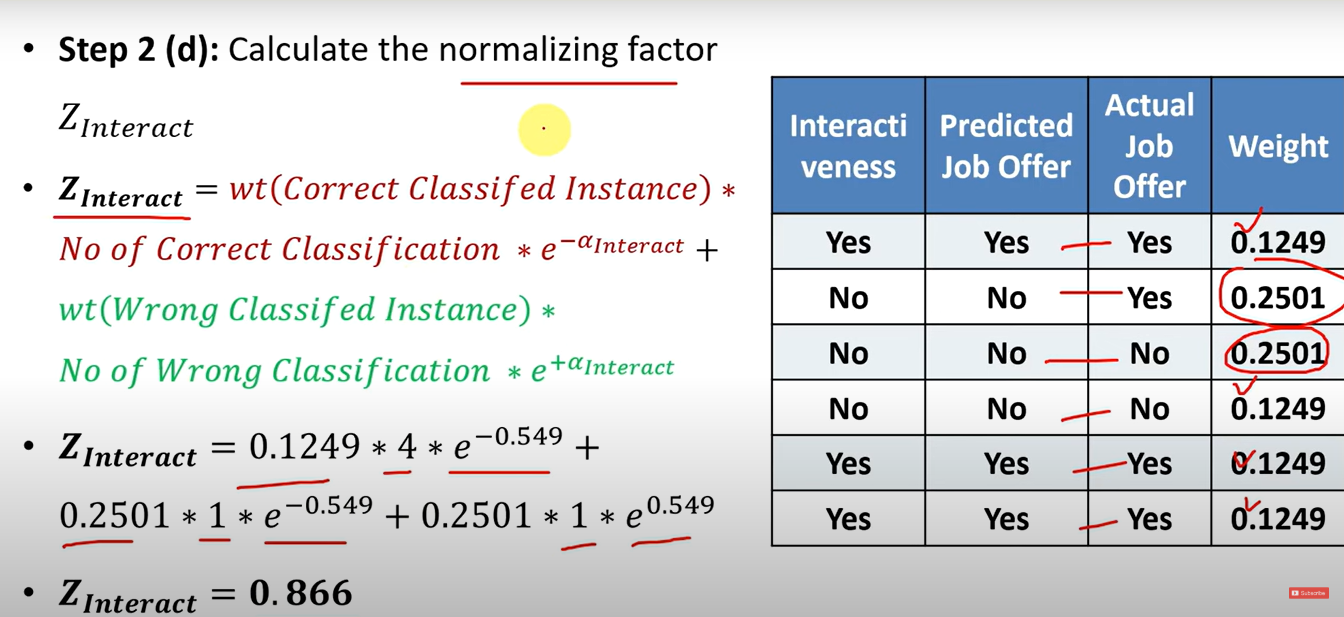 • Step 2 (d): Calculate the normalizing factor
Z_Interact
• Z_Interact = wt(Correct Classifed Instance) *
No of Correct Classification * e^{−α_Interact} +
wt(Wrong Classifed Instance) *
No of Wrong Classification * e^{+α_Interact}
• Z_Interact = 0.1249 * 4 * e^{−0.549} +
0.2501 * 1 * e^{−0.549} + 0.2501 * 1 * e^{0.549}
• Z_Interact = 0.866
Interacti veness | Predicted Job Offer | Actual Job Offer | Weight
Yes | Yes | Yes | 0.1249
No | No | Yes | 0.2501
No | No | No | 0.2501
No | No | No | 0.1249
Yes | Yes | Yes | 0.1249
Yes | Yes | Yes | 0.1249
Subscribe